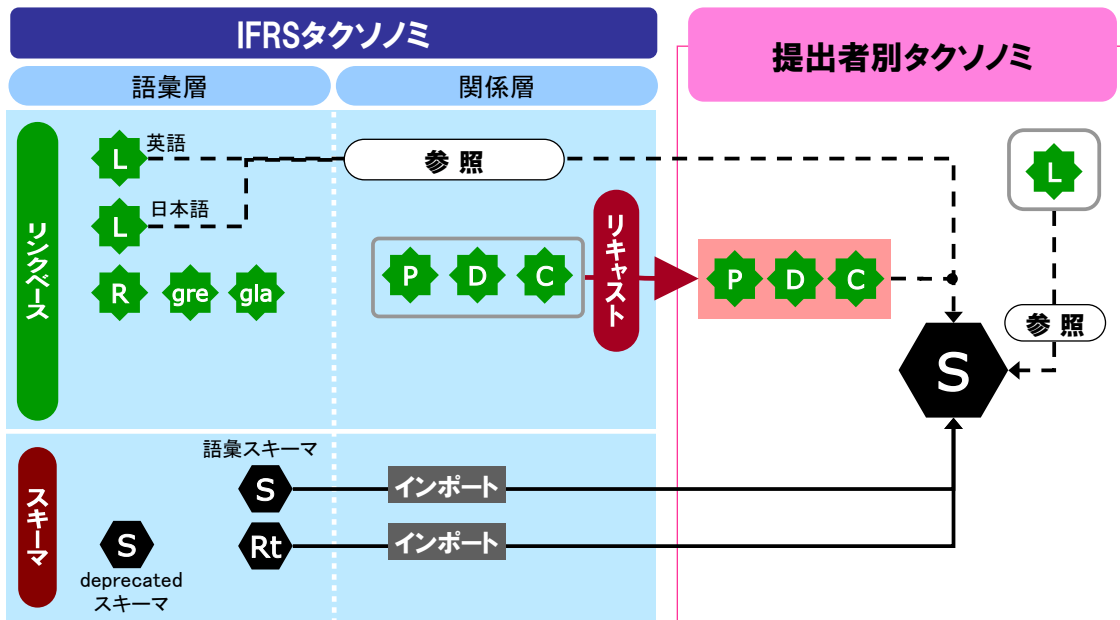 IFRSタクソノミ
提出者別タクソノミ
語彙層
関係層
リンクベース
L
英語
参 照
L
L
日本語
リキャスト
R
gre
gla
P
D
C
P
D
C
参 照
S
スキーマ
語彙スキーマ
S
インポート
S
Rt
インポート
deprecated
スキーマ